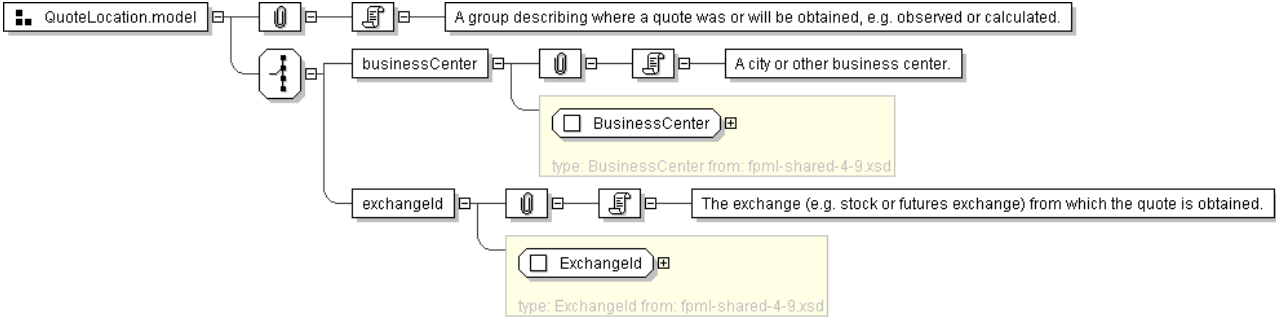 QuoteLocation.model
A group describing where a quote was or will be obtained, e.g. observed or calculated.
businessCenter
A city or other business center.
BusinessCenter
type: BusinessCenter from: fpml-shared-4-9.xsd
exchangeId
The exchange (e.g. stock or futures exchange) from which the quote is obtained.
ExchangeId
type: ExchangeId from: fpml-shared-4-9.xsd